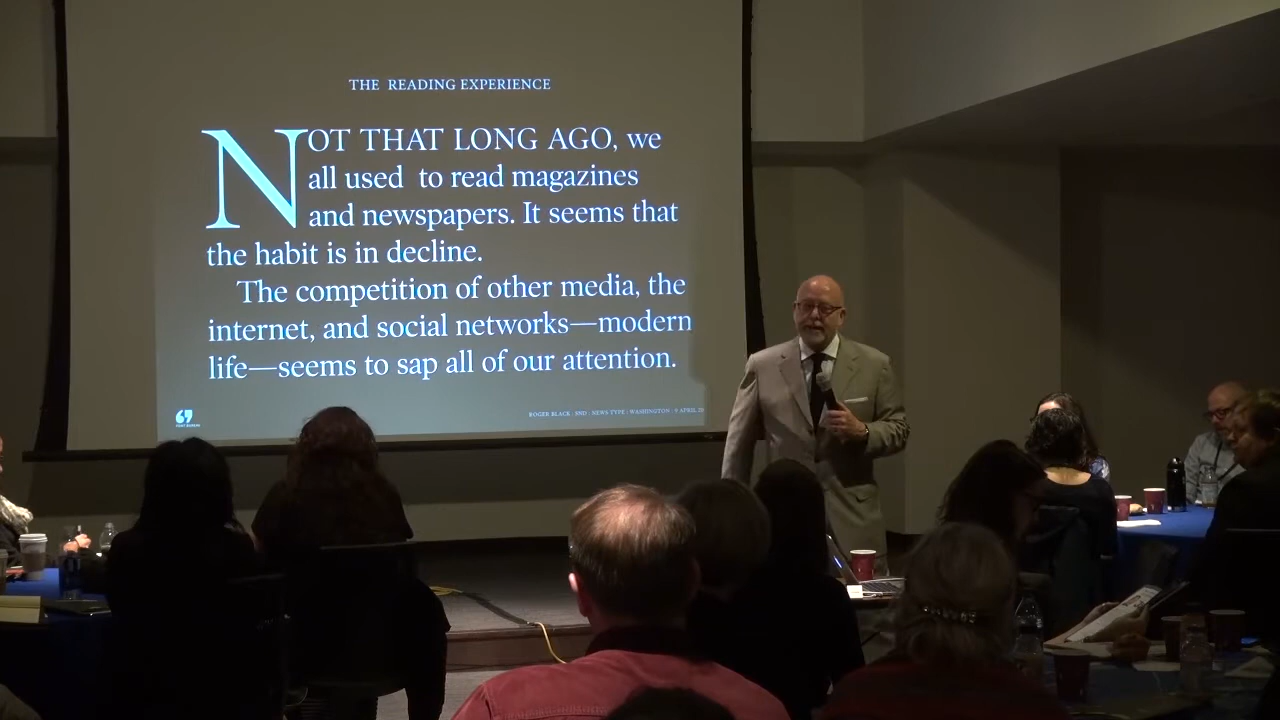 THE READING EXPERIENCE
NOT THAT LONG AGO, we
all used to read magazines
and newspapers. It seems that
the habit is in decline.
The competition of other media, the
internet, and social networks—modern
life—seems to sap all of our attention.
ROGER BLACK : SND : NEWS TYPE : WASHINGTON : 9 APRIL 20